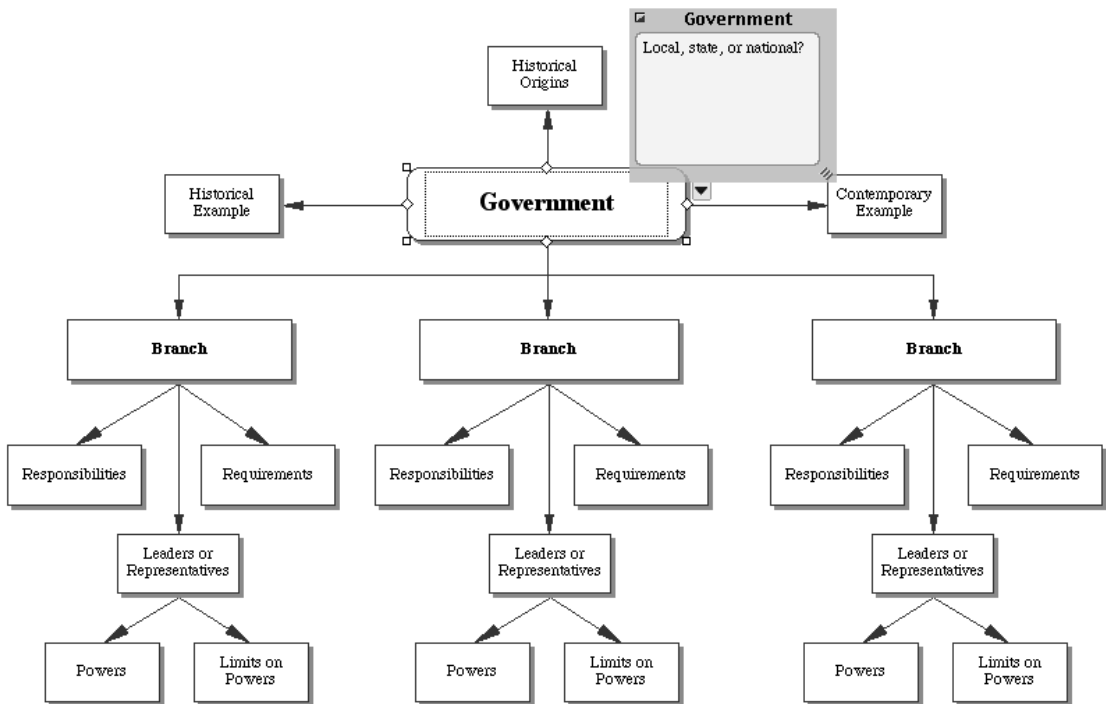 Government
Local, state, or national?
Historical
Origins
Historical
Example
Government
Contemporary
Example
Branch
Branch
Branch
Responsibilities
Requirements
Responsibilities
Requirements
Responsibilities
Requirements
Leaders or
Representatives
Leaders or
Representatives
Leaders or
Representatives
Powers
Limits on
Powers
Powers
Limits on
Powers
Powers
Limits on
Powers